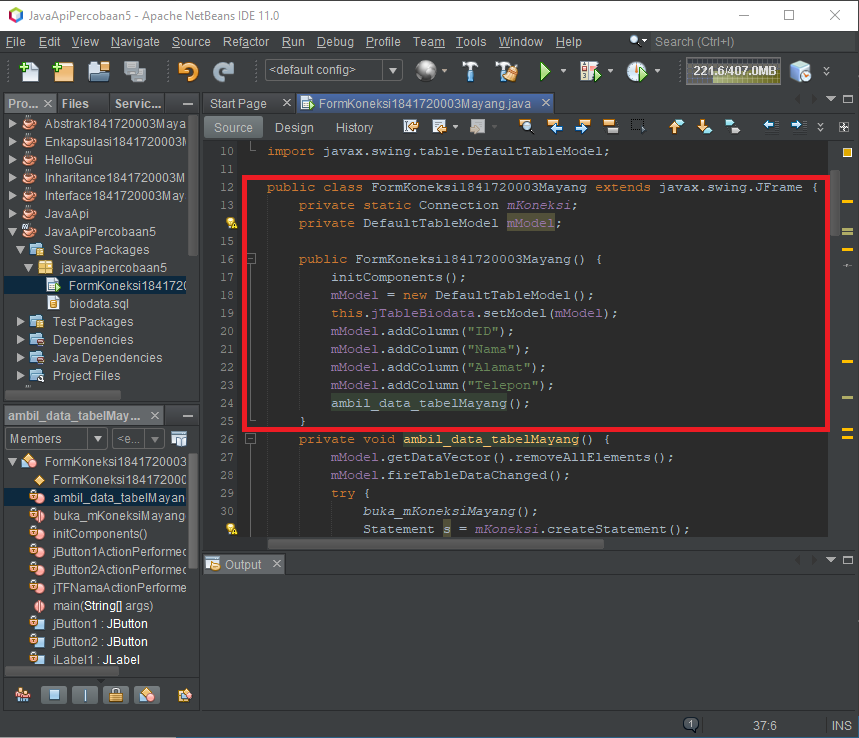 JavaApiPercobaan5 - Apache NetBeans IDE 11.0
File Edit View Navigate Source Refactor Run Debug Profile Team Tools Window Help Search (Ctrl+I)
<default config> 221.6/407.0MB
Pro... Files Servic...
Abstrak1841720003Maya
Enkapsulasi1841720003M
HelloGui
Inharitance1841720003M
Interface1841720003May
JavaApi
JavaApiPercobaan5
Source Packages
javaapipercobaan5
FormKoneksi184172
biodata.sql
Test Packages
Dependencies
Java Dependencies
Project Files
ambil_data_tabelMay...
Members <e...
FormKoneksi1841720003
FormKoneksi184172000
ambil_data_tabelMayan
buka_mKoneksiMayang
initComponents()
jButton1ActionPerformed
jButton2ActionPerformed
jTFNamaActionPerforme
main(String[] args)
jButton1 : JButton
jButton2 : JButton
jLabel1 : JLabel
Start Page FormKoneksi1841720003Mayang.java
Source Design History
10 import javax.swing.table.DefaultTableModel;
11
12 public class FormKoneksi1841720003Mayang extends javax.swing.JFrame {
13 private static Connection mKoneksi;
private DefaultTableModel mModel;
15
16 public FormKoneksi1841720003Mayang() {
17 initComponents();
18 mModel = new DefaultTableModel();
19 this.jTableBiodata.setModel(mModel);
20 mModel.addColumn("ID");
21 mModel.addColumn("Nama");
22 mModel.addColumn("Alamat");
23 mModel.addColumn("Telepon");
24 ambil_data_tabelMayang();
25 }
26 private void ambil_data_tabelMayang() {
27 mModel.getDataVector().removeAllElements();
28 mModel.fireTableDataChanged();
29 try {
30 buka_mKoneksiMayang();
Statement s = mKoneksi.createStatement();
Output
1 37:6 INS